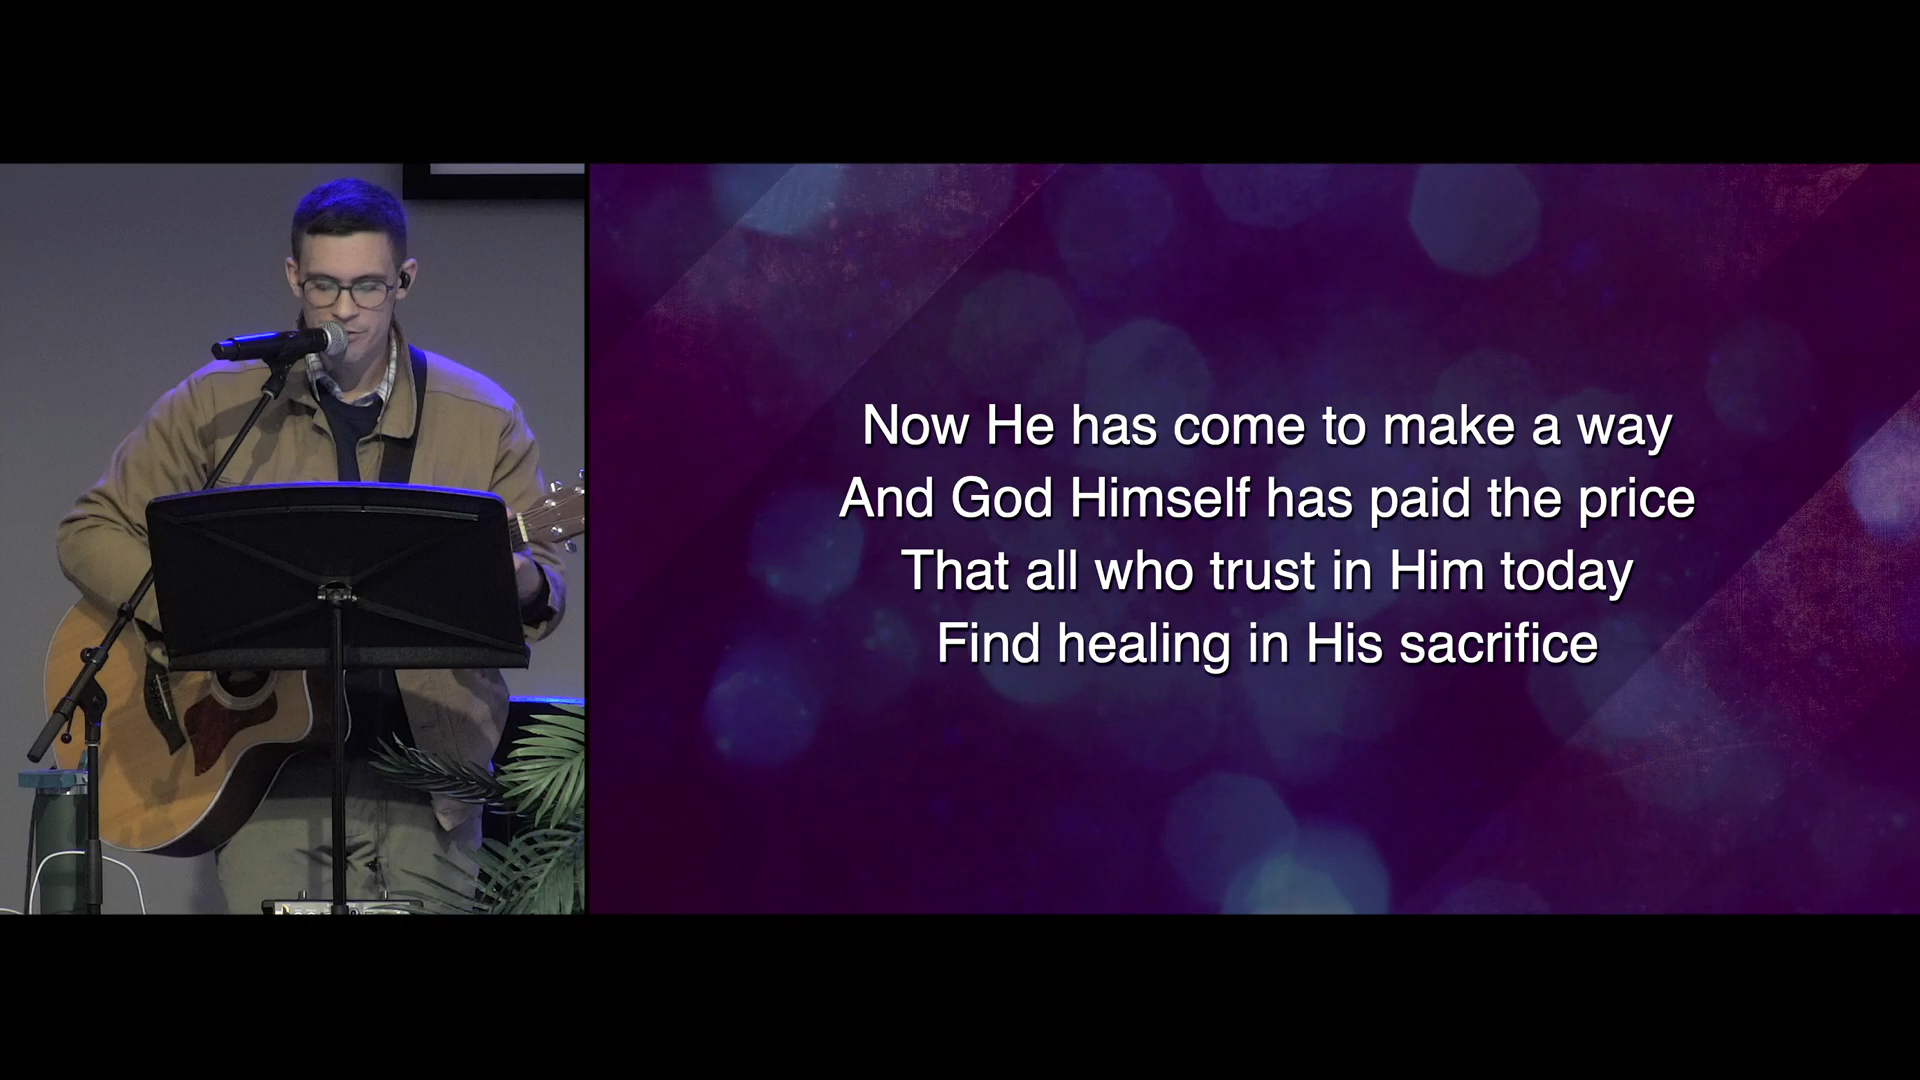 Now He has come to make a way
And God Himself has paid the price
That all who trust in Him today
Find healing in His sacrifice